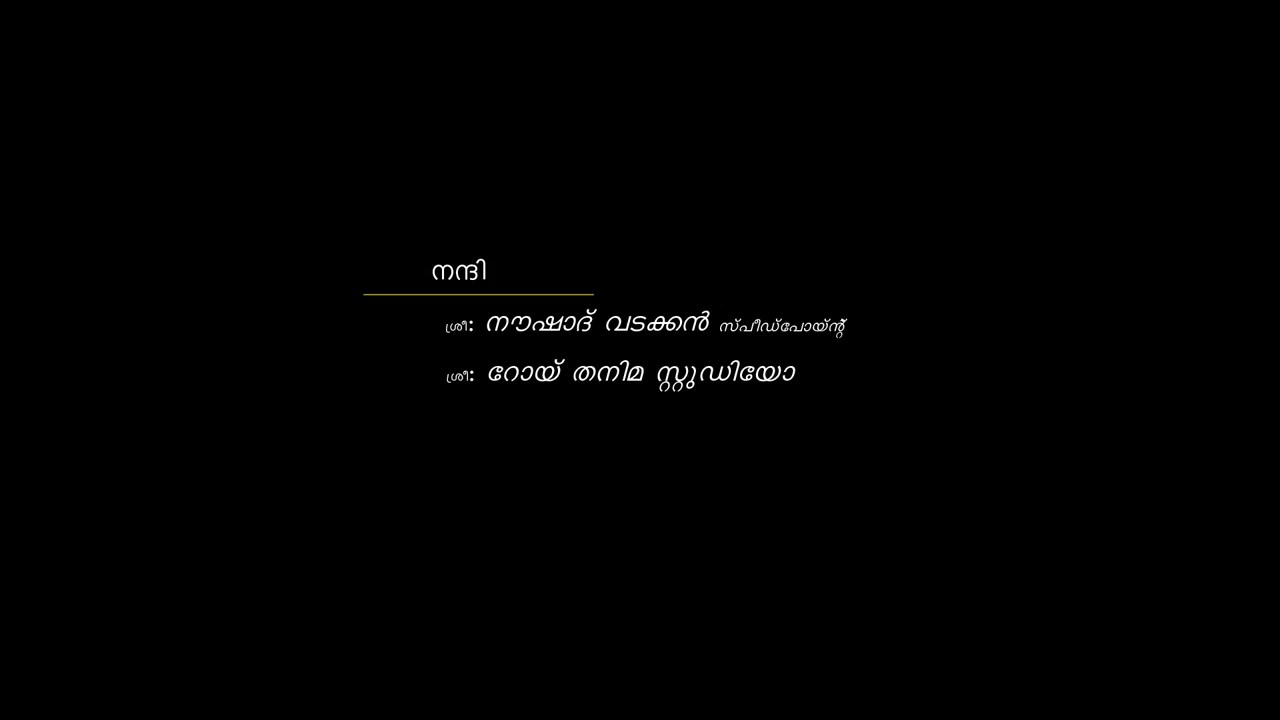 നന്ദി
ശ്രീ: നൗഷാദ് വടക്കൻ സ്പീഡ്പോയ്ന്റ്
ശ്രീ: റോയ് തനിമ സ്റ്റുഡിയോ